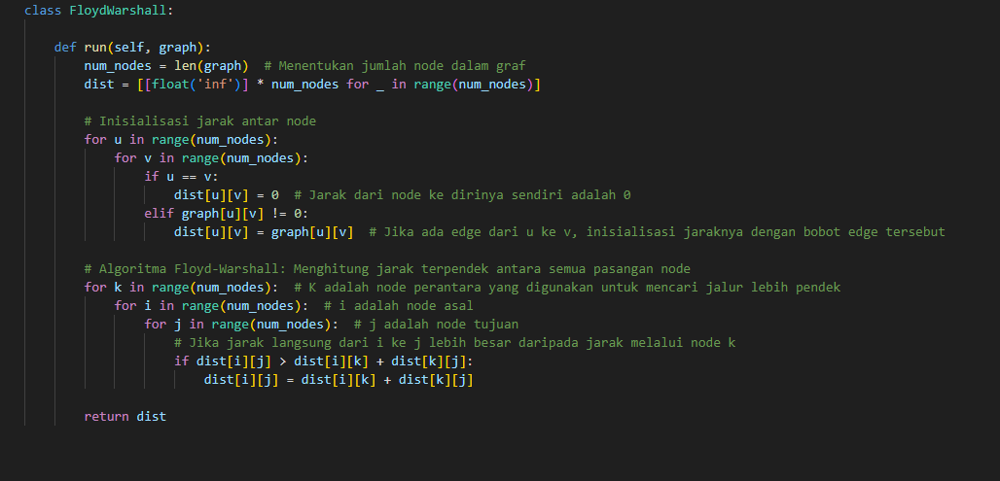 class FloydWarshall:
def run(self, graph):
num_nodes = len(graph)  # Menentukan jumlah node dalam graf
dist = [[float('inf')] * num_nodes for _ in range(num_nodes)]
# Inisialisasi jarak antar node
for u in range(num_nodes):
for v in range(num_nodes):
if u == v:
dist[u][v] = 0  # Jarak dari node ke dirinya sendiri adalah 0
elif graph[u][v] != 0:
dist[u][v] = graph[u][v]  # Jika ada edge dari u ke v, inisialisasi jaraknya dengan bobot edge tersebut
# Algoritma Floyd-Warshall: Menghitung jarak terpendek antara semua pasangan node
for k in range(num_nodes):  # K adalah node perantara yang digunakan untuk mencari jalur lebih pendek
for i in range(num_nodes):  # i adalah node asal
for j in range(num_nodes):  # j adalah node tujuan
# Jika jarak langsung dari i ke j lebih besar daripada jarak melalui node k
if dist[i][j] > dist[i][k] + dist[k][j]:
dist[i][j] = dist[i][k] + dist[k][j]
return dist